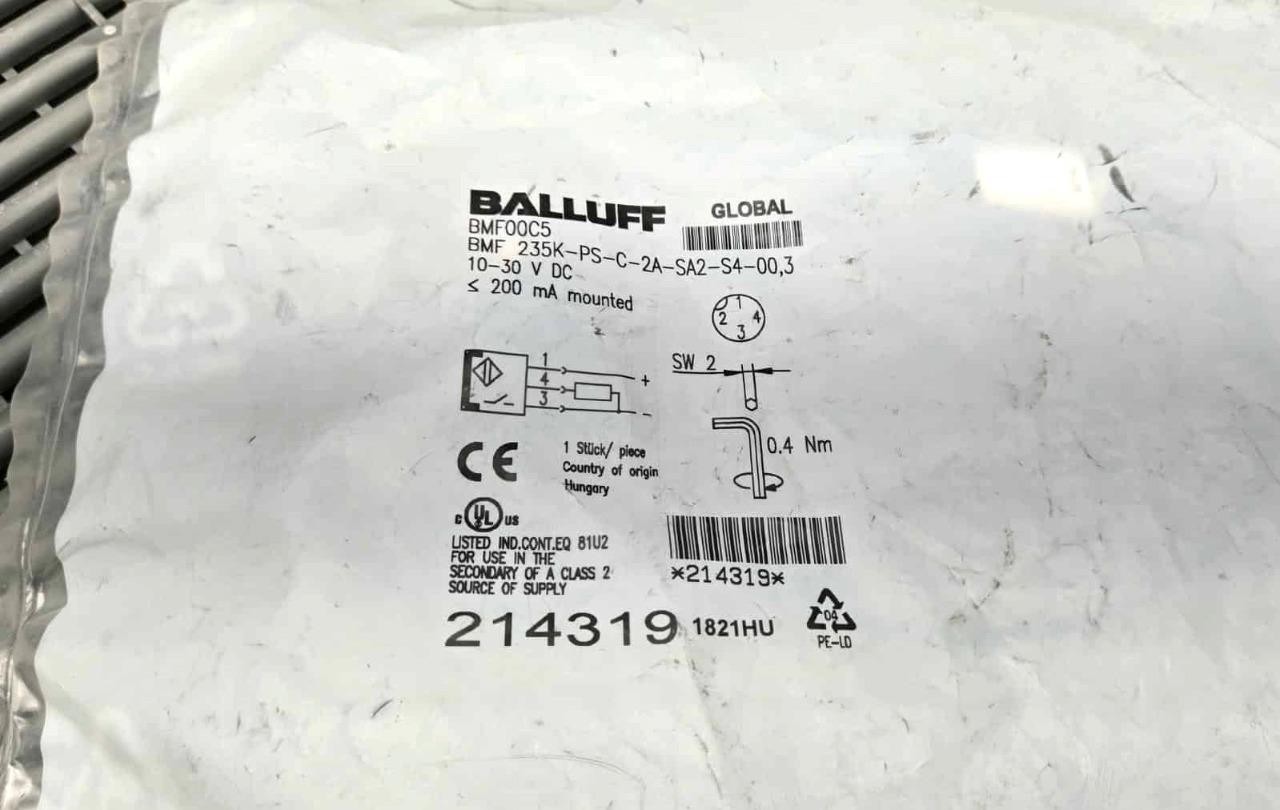 BALLUFF GLOBAL
BMF00C5
BMF 235K-PS-C-2A-SA2-S4-00,3
10-30 V DC
≤ 200 mA mounted
1
2 4
3
1
4 +
3 -
SW 2
0.4 Nm
CE
1 Stück/ piece
Country of origin
Hungary
c UL us
LISTED IND.CONT.EQ 81U2
FOR USE IN THE
SECONDARY OF A CLASS 2
SOURCE OF SUPPLY
*214319*
214319 1821HU
04
PE-LD